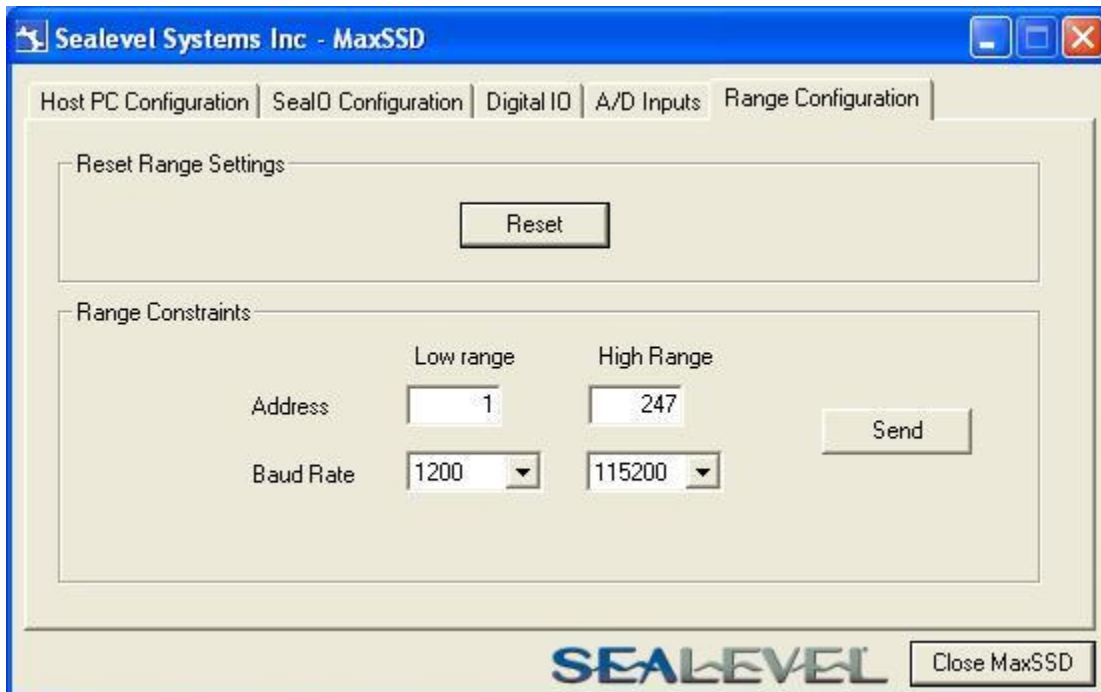 Sealevel Systems Inc - MaxSSD
Host PC Configuration SeaIO Configuration Digital IO A/D Inputs Range Configuration
Reset Range Settings
Reset
Range Constraints
Low range High Range
Address 1 247
Send
Baud Rate 1200 115200
SEALEVEL Close MaxSSD